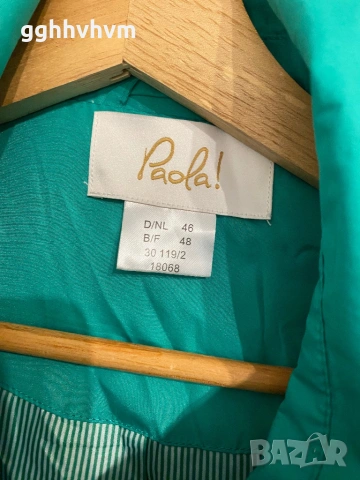 gghhvhvm
Paola!
D/NL 46
B/F 48
30 119/2
18068
BAZAR